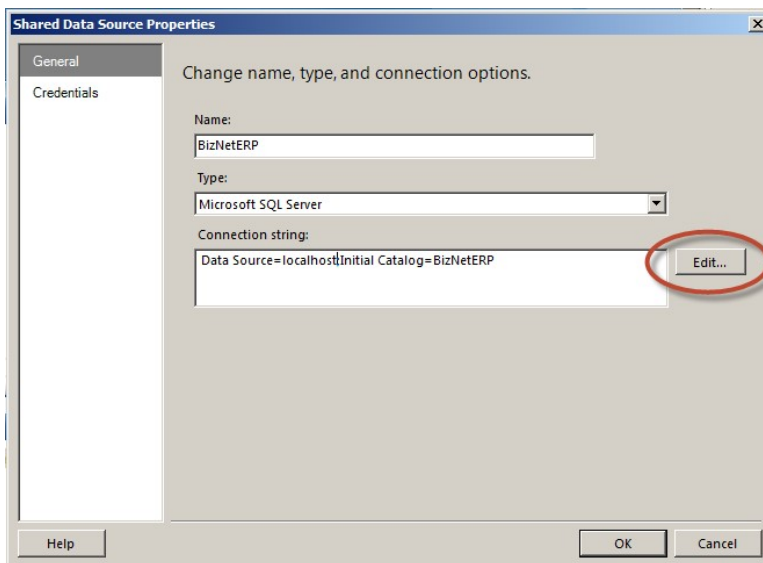 Shared Data Source Properties
General
Credentials
Change name, type, and connection options.
Name:
BizNetERP
Type:
Microsoft SQL Server
Connection string:
Data Source=localhost;Initial Catalog=BizNetERP
Edit...
Help
OK
Cancel